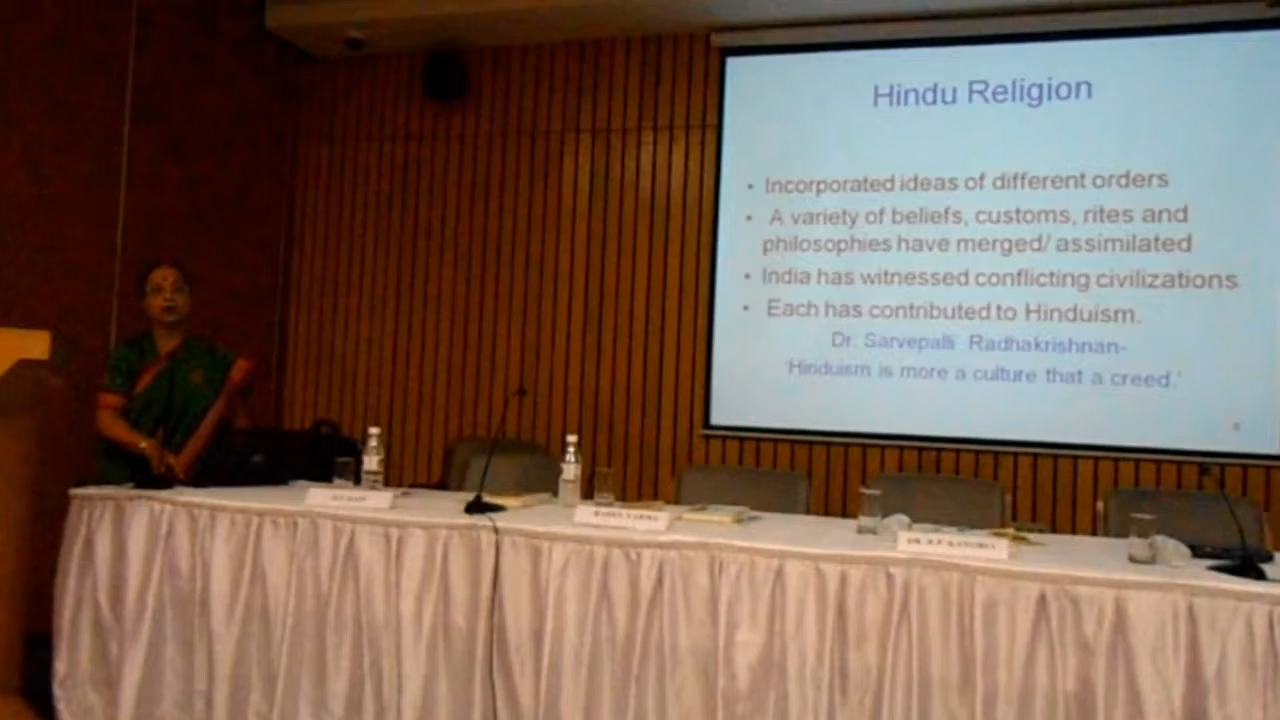 Hindu Religion
• Incorporated ideas of different orders
• A variety of beliefs, customs, rites and
philosophies have merged/ assimilated
• India has witnessed conflicting civilizations
• Each has contributed to Hinduism.
Dr. Sarvepalli Radhakrishnan-
'Hinduism is more a culture that a creed.'